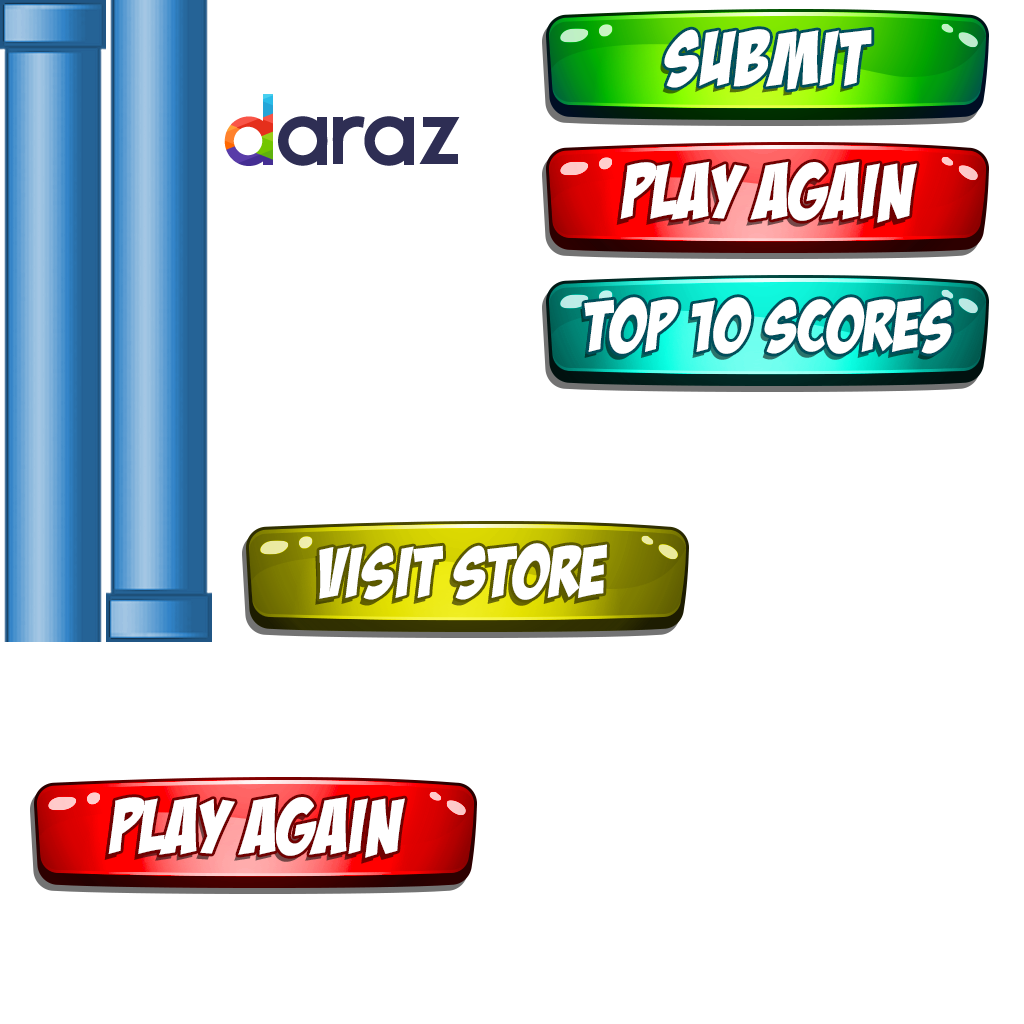 daraz
SUBMIT
PLAY AGAIN
TOP 10 SCORES
VISIT STORE
PLAY AGAIN